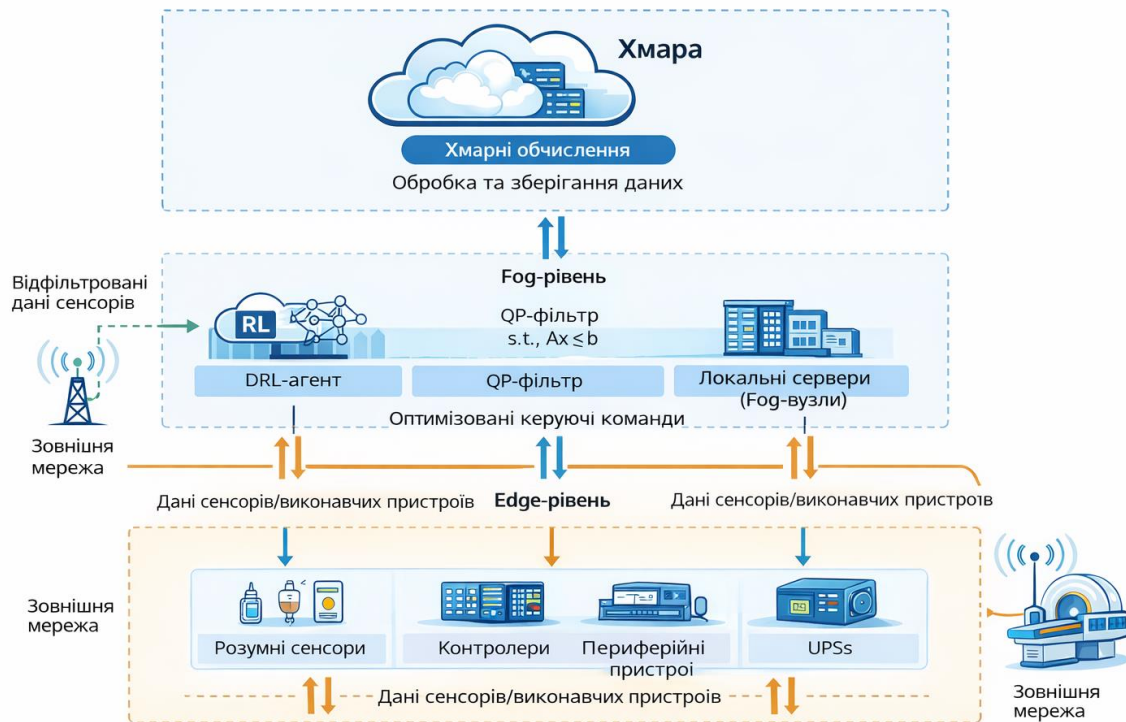 Хмара
Хмарні обчислення
Обробка та зберігання даних
Відфільтровані
дані сенсорів
Зовнішня
мережа
Fog-рівень
RL
QP-фільтр
s.t., Ax ≤ b
DRL-агент
QP-фільтр
Локальні сервери
(Fog-вузли)
Оптимізовані керуючі команди
Дані сенсорів/виконавчих пристроїв
Edge-рівень
Дані сенсорів/виконавчих пристроїв
Зовнішня
мережа
Розумні сенсори
Контролери
Периферійні
пристрої
UPSs
Дані сенсорів/виконавчих пристроїв
Зовнішня
мережа